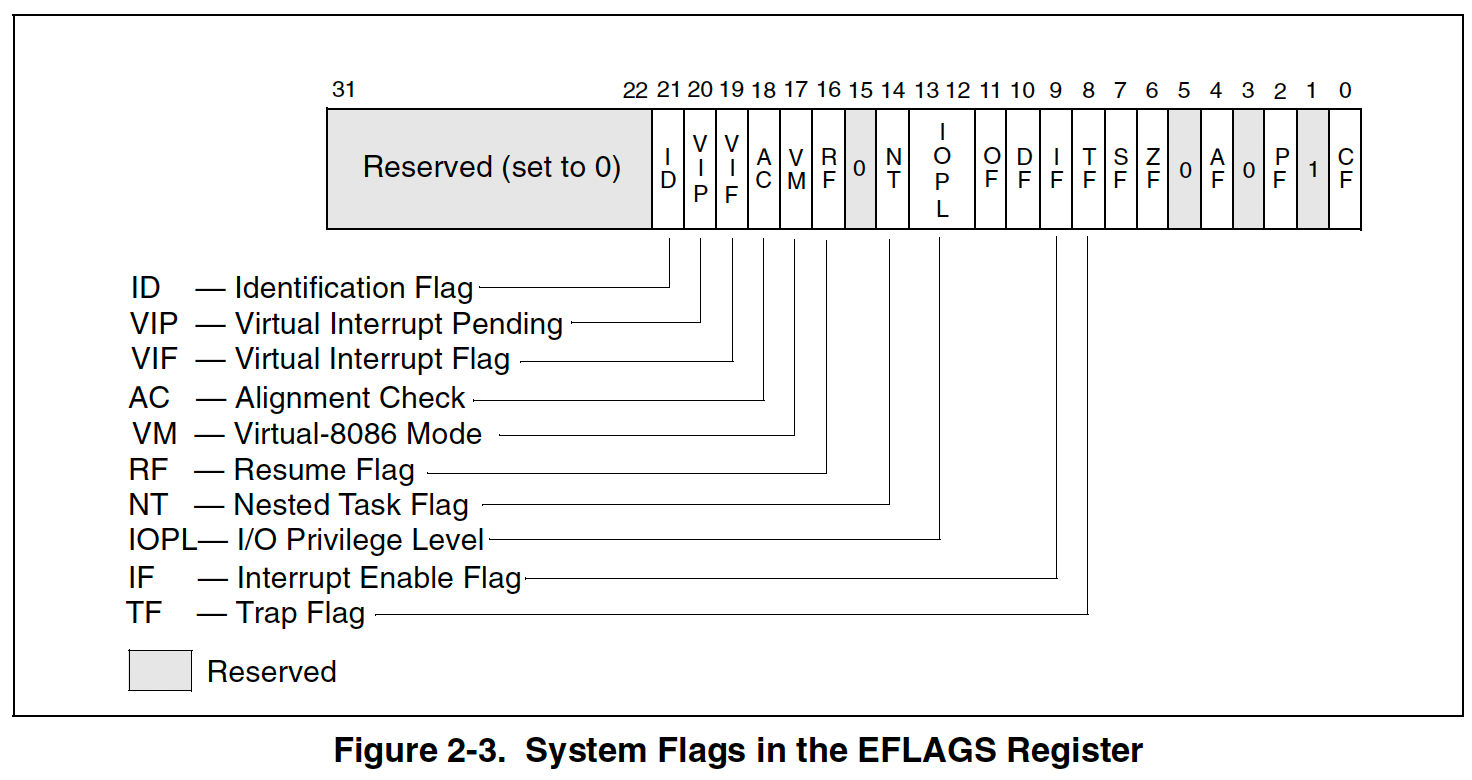 31 22 21 20 19 18 17 16 15 14 13 12 11 10 9 8 7 6 5 4 3 2 1 0
Reserved (set to 0) ID VIP VIF AC VM RF 0 NT IOPL OF DF IF TF SF ZF 0 AF 0 PF 1 CF
ID — Identification Flag
VIP — Virtual Interrupt Pending
VIF — Virtual Interrupt Flag
AC — Alignment Check
VM — Virtual-8086 Mode
RF — Resume Flag
NT — Nested Task Flag
IOPL— I/O Privilege Level
IF — Interrupt Enable Flag
TF — Trap Flag
Reserved
Figure 2-3. System Flags in the EFLAGS Register